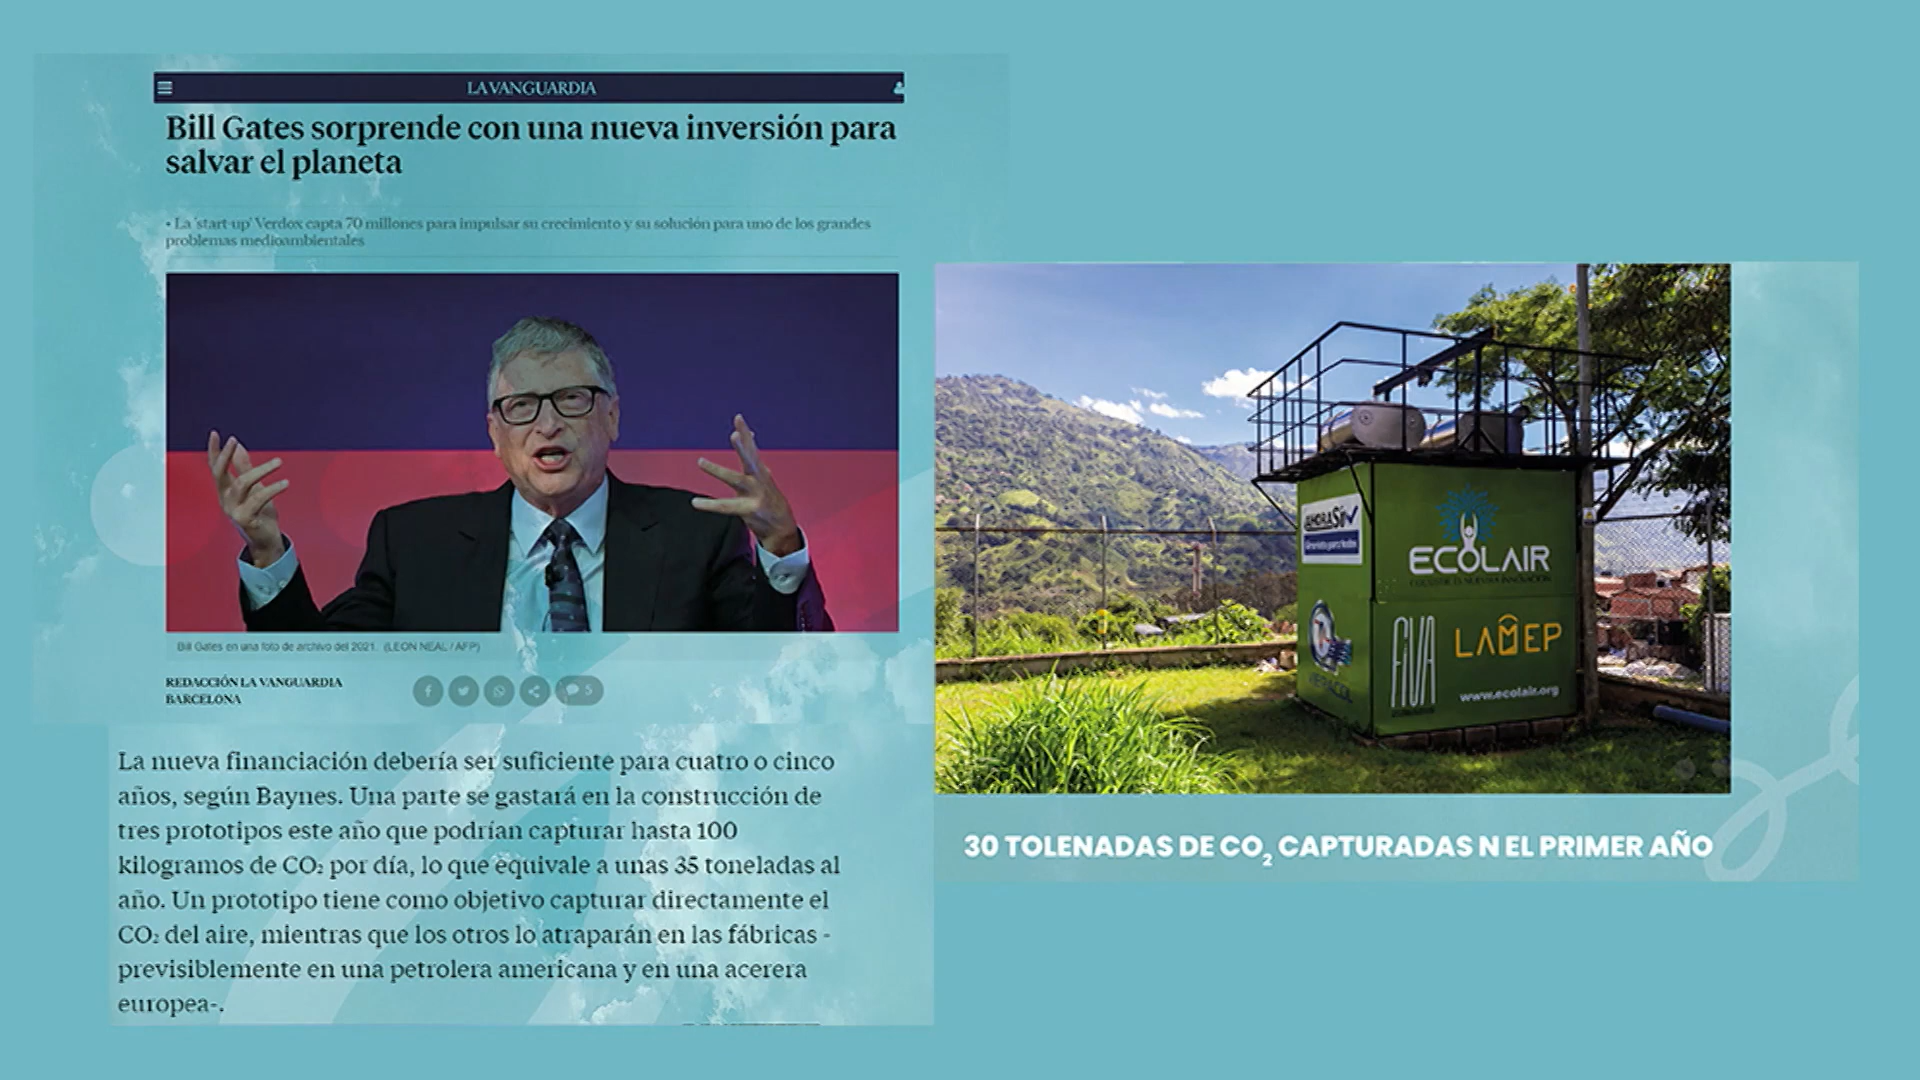 LA VANGUARDIA
Bill Gates sorprende con una nueva inversión para
salvar el planeta
• La 'start-up' Verdox capta 70 millones para impulsar su crecimiento y su solución para uno de los grandes
problemas medioambientales
Bill Gates en una foto de archivo del 2021. (LEON NEAL / AFP)
REDACCIÓN LA VANGUARDIA
BARCELONA
5
La nueva financiación debería ser suficiente para cuatro o cinco
años, según Baynes. Una parte se gastará en la construcción de
tres prototipos este año que podrían capturar hasta 100
kilogramos de CO₂ por día, lo que equivale a unas 35 toneladas al
año. Un prototipo tiene como objetivo capturar directamente el
CO₂ del aire, mientras que los otros lo atraparán en las fábricas -
previsiblemente en una petrolera americana y en una acerera
europea-.
AHORA SÍ
ECOLAIR
FIVA
LAMEP
www.ecolair.org
30 TOLENADAS DE CO₂ CAPTURADAS N EL PRIMER AÑO